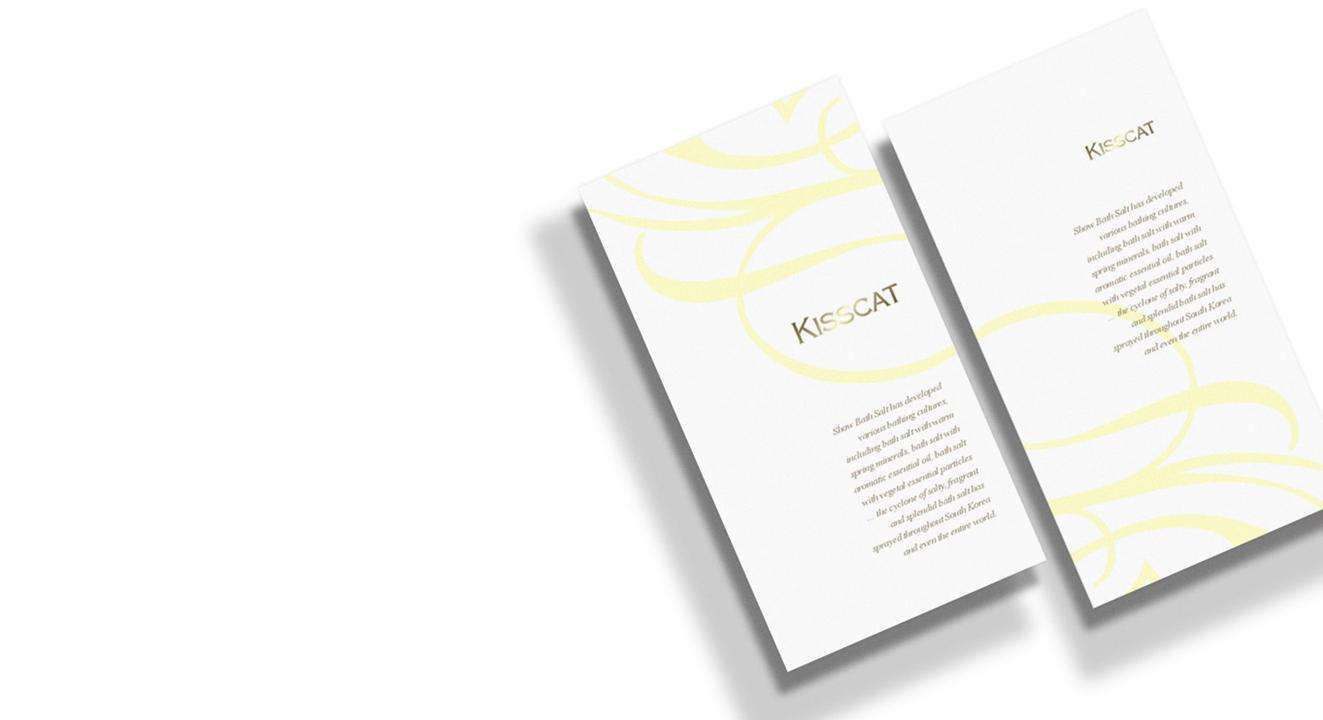 KISSCAT
Show Bath Salt has developed
various bathing cultures,
including bath salt with warm
spring minerals, bath salt with
aromatic essential oil, bath salt
with vegetal essential particles
... the cyclone of salty, fragrant
and splendid bath salt has
sprayed throughout South Korea
and even the entire world.
KISSCAT
Show Bath Salt has developed
various bathing cultures,
including bath salt with warm
spring minerals, bath salt with
aromatic essential oil, bath salt
with vegetal essential particles
... the cyclone of salty, fragrant
and splendid bath salt has
sprayed throughout South Korea
and even the entire world.